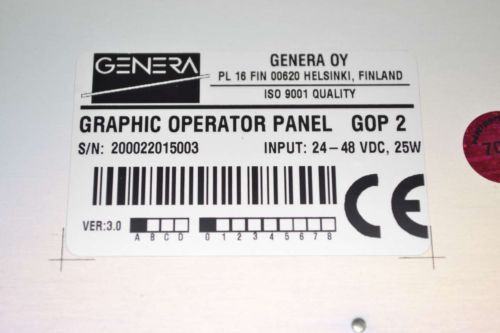 GENERA
GENERA OY
PL 16 FIN 00620 HELSINKI, FINLAND
ISO 9001 QUALITY
GRAPHIC OPERATOR PANEL GOP 2
S/N: 200022015003 INPUT: 24-48 VDC, 25W
CE
VER:3.0
A B C D 0 1 2 3 4 5 6 7 8